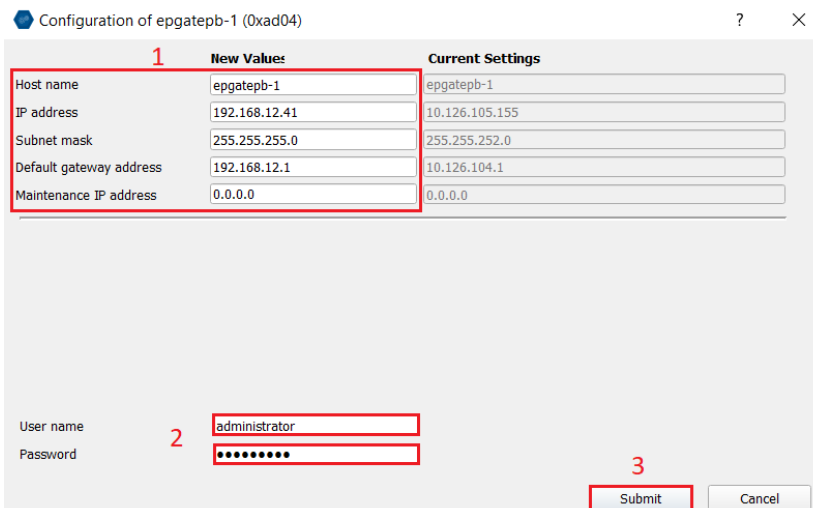 Configuration of epgatepb-1 (0xad04) ?
1 New Values Current Settings
Host name epgatepb-1 epgatepb-1
IP address 192.168.12.41 10.126.105.155
Subnet mask 255.255.255.0 255.255.252.0
Default gateway address 192.168.12.1 10.126.104.1
Maintenance IP address 0.0.0.0 0.0.0.0
User name administrator
2
Password •••••••••
3
Submit Cancel